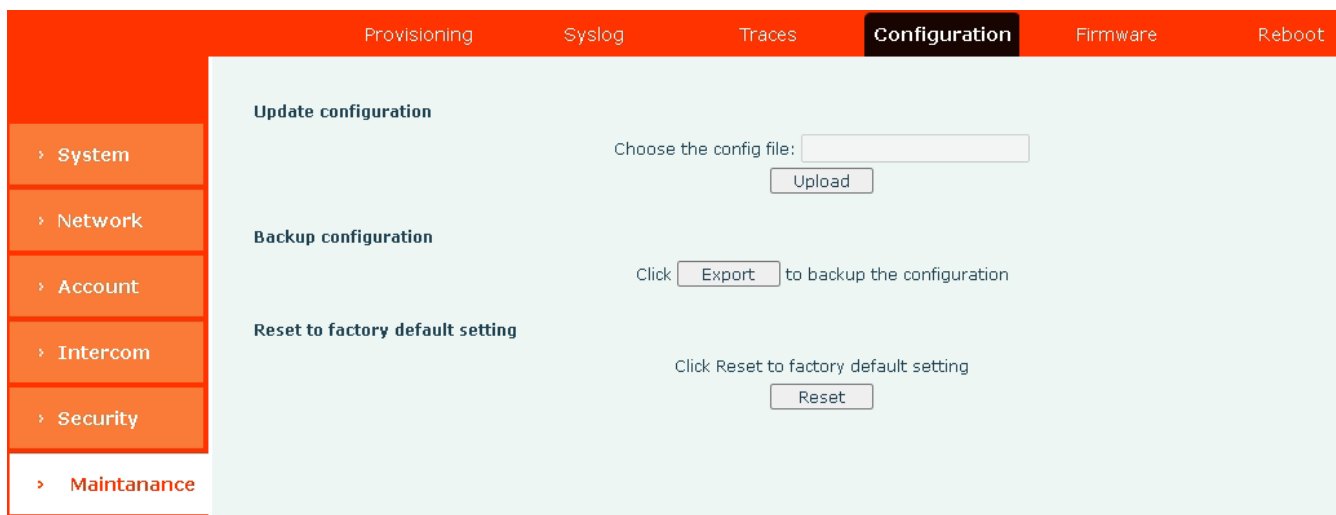 Provisioning Syslog Traces Configuration Firmware Reboot
› System
› Network
› Account
› Intercom
› Security
› Maintanance
Update configuration
Choose the config file:
Upload
Backup configuration
Click Export to backup the configuration
Reset to factory default setting
Click Reset to factory default setting
Reset